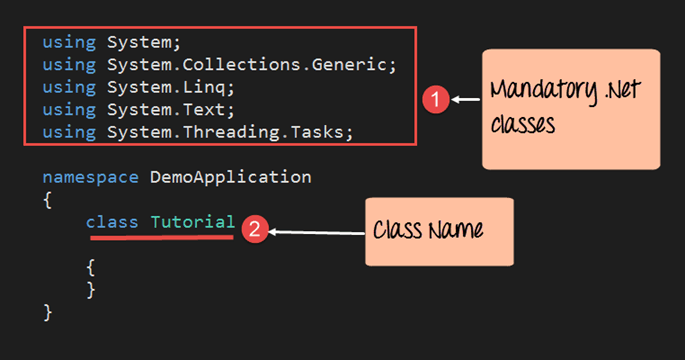 using System;
using System.Collections.Generic;
using System.Linq;
using System.Text;
using System.Threading.Tasks;
1
Mandatory .Net
classes
namespace DemoApplication
{
class Tutorial
2
Class Name
{
}
}